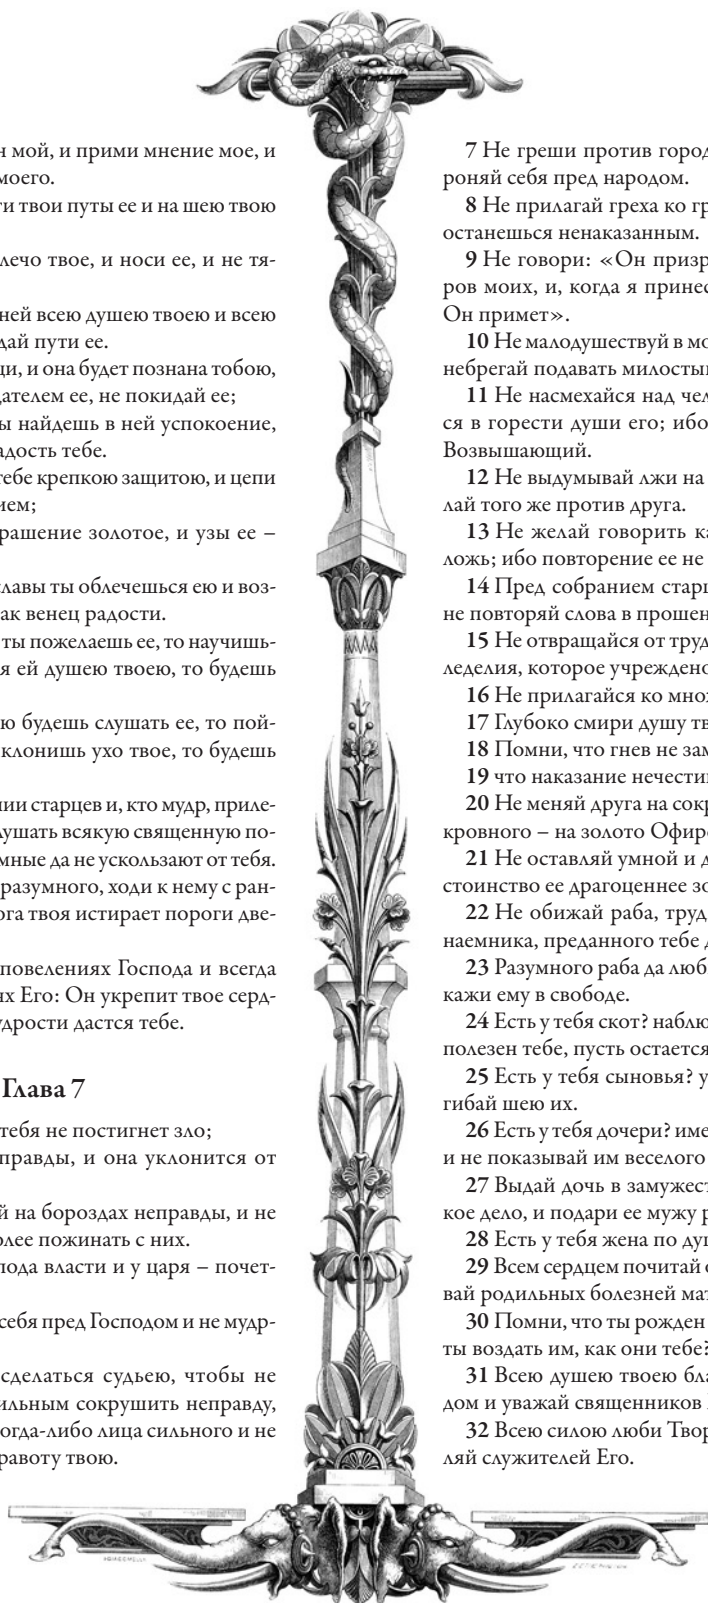 н мой, и прими мнение мое, и
моего.
ти твои путы ее и на шею твою
лечо твое, и носи ее, и не тя-
ней всею душею твоею и всею
дай пути ее.
щи, и она будет познана тобою,
дателем ее, не покидай ее;
ы найдешь в ней успокоение,
адость тебе.
тебе крепкою защитою, и цепи
ием;
рашение золотое, и узы ее –
славы ты облечешься ею и воз-
ак венец радости.
ты пожелаешь ее, то научишь-
я ей душею твоею, то будешь
ю будешь слушать ее, то пой-
клонишь ухо твое, то будешь
нии старцев и, кто мудр, приле-
лушать всякую священную по-
мные да не ускользают от тебя.
разумного, ходи к нему с ран-
ога твоя истирает пороги две-
повелениях Господа и всегда
ях Его: Он укрепит твое серд-
удрости дастся тебе.
Глава 7
тебя не постигнет зло;
правды, и она уклонится от
й на бороздах неправды, и не
олее пожинать с них.
пода власти и у царя – почет-
себя пред Господом и не мудр-
сделаться судьею, чтобы не
ильным сокрушить неправду,
огда-либо лица сильного и не
равоту твою.
7 Не греши против город
роняй себя пред народом.
8 Не прилагай греха ко гр
останешься ненаказанным.
9 Не говори: «Он призр
ров моих, и, когда я принес
Он примет».
10 Не малодушествуй в мо
небрегай подавать милостын
11 Не насмехайся над чел
ся в горести души его; ибо
Возвышающий.
12 Не выдумывай лжи на
лай того же против друга.
13 Не желай говорить ка
ложь; ибо повторение ее не
14 Пред собранием старц
не повторяй слова в прошен
15 Не отвращайся от труд
леделия, которое учреждено
16 Не прилагайся ко множ
17 Глубоко смири душу тв
18 Помни, что гнев не зам
19 что наказание нечестив
20 Не меняй друга на сокр
кровного – на золото Офирс
21 Не оставляй умной и д
стоинство ее драгоценнее зо
22 Не обижай раба, труд
наемника, преданного тебе д
23 Разумного раба да люб
кажи ему в свободе.
24 Есть у тебя скот? наблю
полезен тебе, пусть остается
25 Есть у тебя сыновья? у
гибай шею их.
26 Есть у тебя дочери? име
и не показывай им веселого
27 Выдай дочь в замужест
кое дело, и подари ее мужу р
28 Есть у тебя жена по ду
29 Всем сердцем почитай о
вай родильных болезней мат
30 Помни, что ты рожден
ты воздать им, как они тебе?
31 Всею душею твоею бла
дом и уважай священников
32 Всею силою люби Твор
ляй служителей Его.